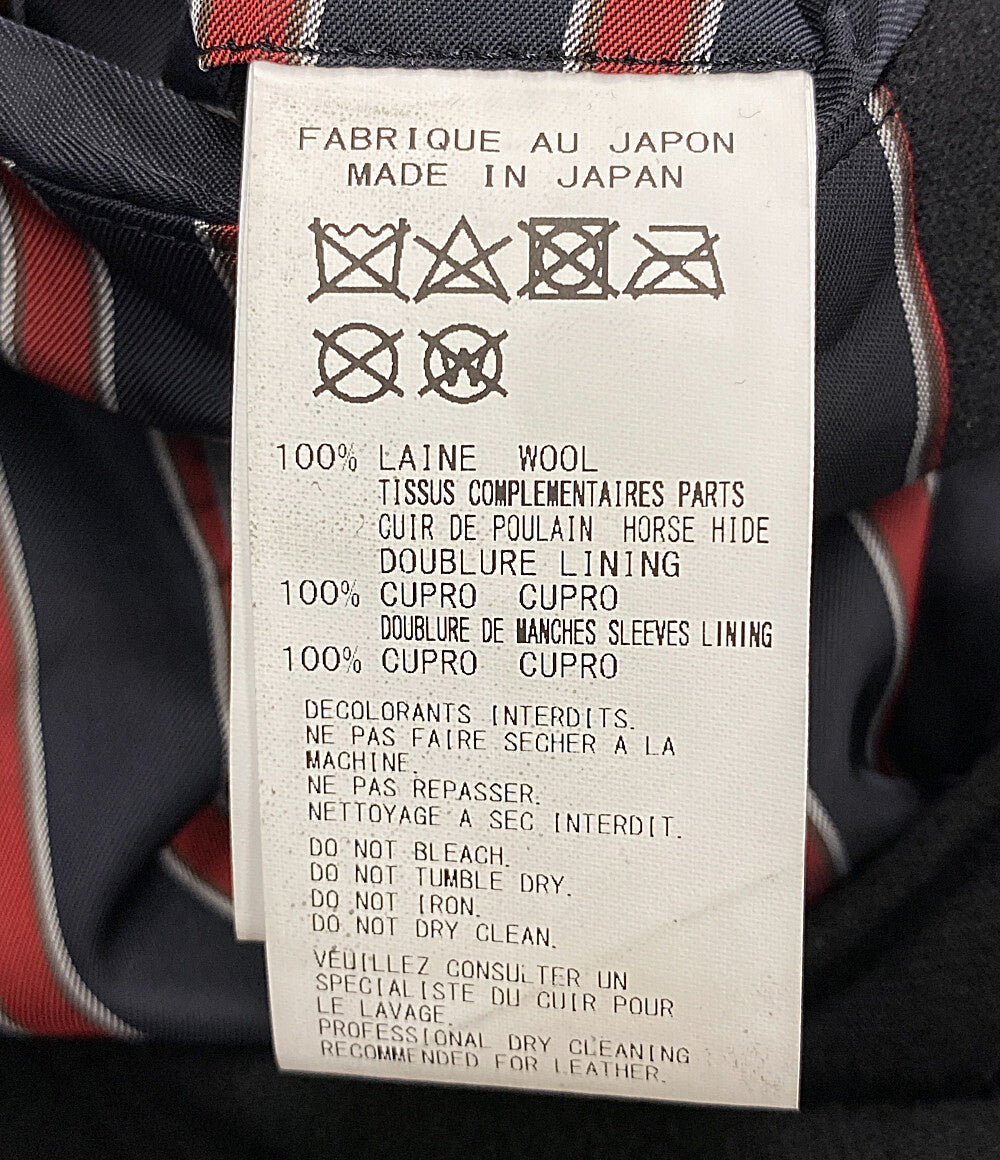 FABRIQUE AU JAPON
MADE IN JAPAN
W
100% LAINE WOOL
TISSUS COMPLEMENTAIRES PARTS
CUIR DE POULAIN HORSE HIDE
DOUBLURE LINING
100% CUPRO CUPRO
DOUBLURE DE MANCHES SLEEVES LINING
100% CUPRO CUPRO
DECOLORANTS INTERDITS.
NE PAS FAIRE SECHER A LA
MACHINE.
NE PAS REPASSER.
NETTOYAGE A SEC INTERDIT.
DO NOT BLEACH.
DO NOT TUMBLE DRY.
DO NOT IRON.
DO NOT DRY CLEAN.
VEUILLEZ CONSULTER UN
SPECIALISTE DU CUIR POUR
LE LAVAGE.
PROFESSIONAL DRY CLEANING
RECOMMENDED FOR LEATHER.